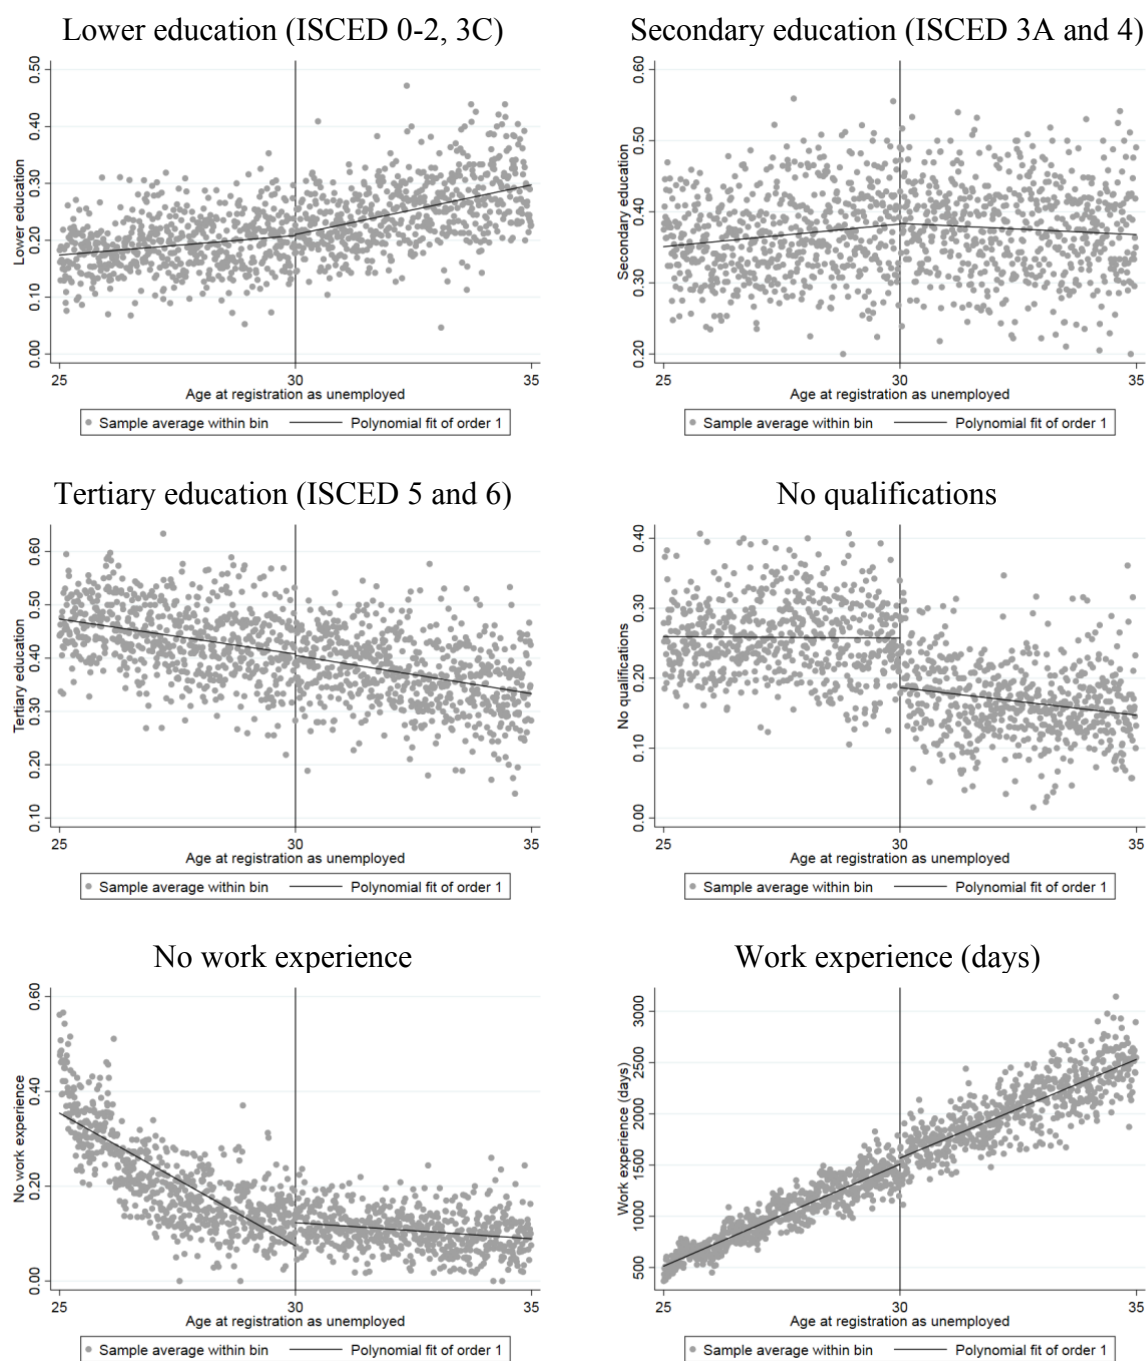 Lower education (ISCED 0-2, 3C)
Lower education
0.50
0.40
0.30
0.20
0.10
0.00
25
30
35
Age at registration as unemployed
Sample average within bin
Polynomial fit of order 1
Secondary education (ISCED 3A and 4)
Secondary education
0.60
0.50
0.40
0.30
0.20
25
30
35
Age at registration as unemployed
Sample average within bin
Polynomial fit of order 1
Tertiary education (ISCED 5 and 6)
Tertiary education
0.60
0.50
0.40
0.30
0.20
0.10
25
30
35
Age at registration as unemployed
Sample average within bin
Polynomial fit of order 1
No qualifications
No qualifications
0.40
0.30
0.20
0.10
0.00
25
30
35
Age at registration as unemployed
Sample average within bin
Polynomial fit of order 1
No work experience
No work experience
0.60
0.40
0.20
0.00
25
30
35
Age at registration as unemployed
Sample average within bin
Polynomial fit of order 1
Work experience (days)
Work experience (days)
3000
2500
2000
1500
1000
500
25
30
35
Age at registration as unemployed
Sample average within bin
Polynomial fit of order 1